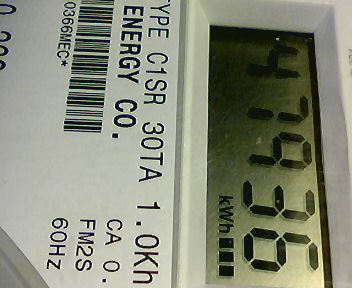 47936
kWh
TYPE C1SR 30TA 1.0Kh
ENERGY CO.
CA 0.
FM2S
60HZ
0366MEC*